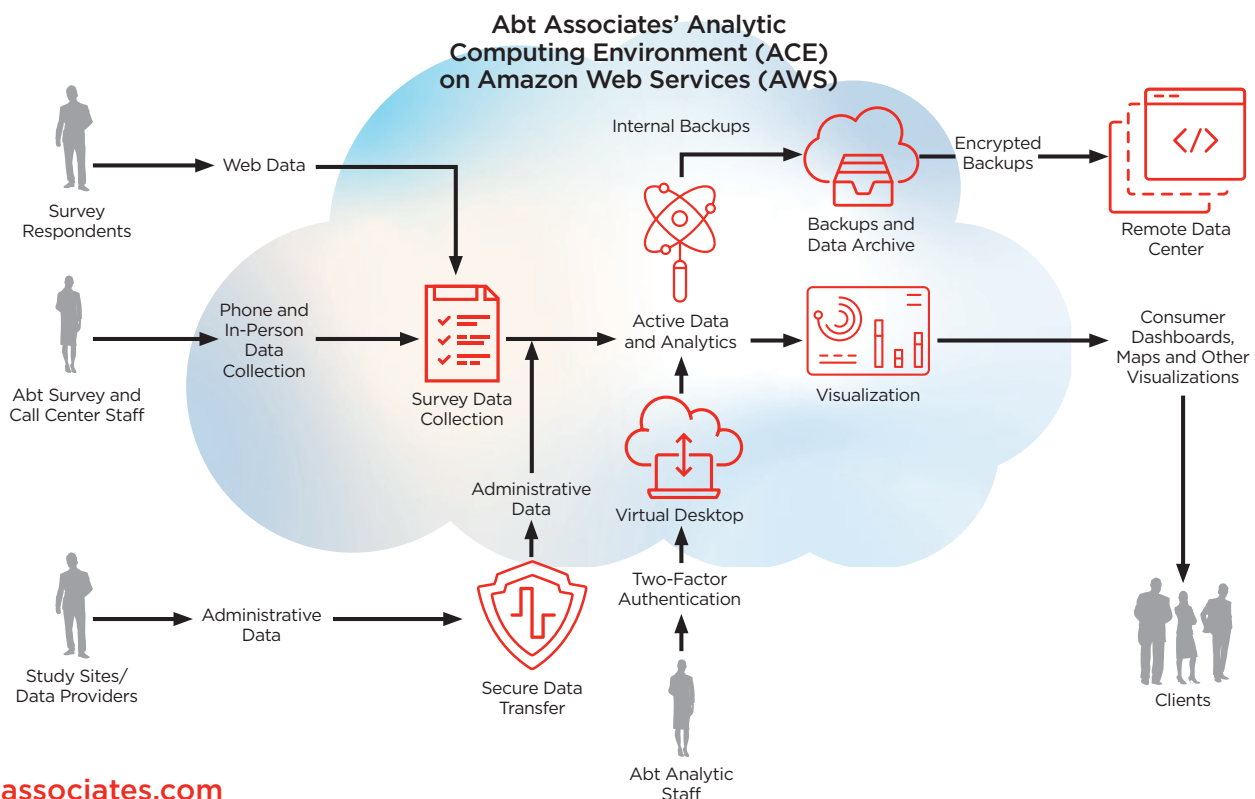 Abt Associates’ Analytic
Computing Environment (ACE)
on Amazon Web Services (AWS)
Internal Backups
Encrypted
Backups
Web Data
Survey
Respondents
Backups and
Data Archive
Remote Data
Center
Phone and
In-Person
Data
Collection
Active Data
and Analytics
Consumer
Dashboards,
Maps and Other
Visualizations
Abt Survey and
Call Center Staff
Survey Data
Collection
Visualization
Administrative
Data
Virtual Desktop
Two-Factor
Authentication
Administrative
Data
Study Sites/
Data Providers
Secure Data
Transfer
Clients
Abt Analytic
Staff
associates.com